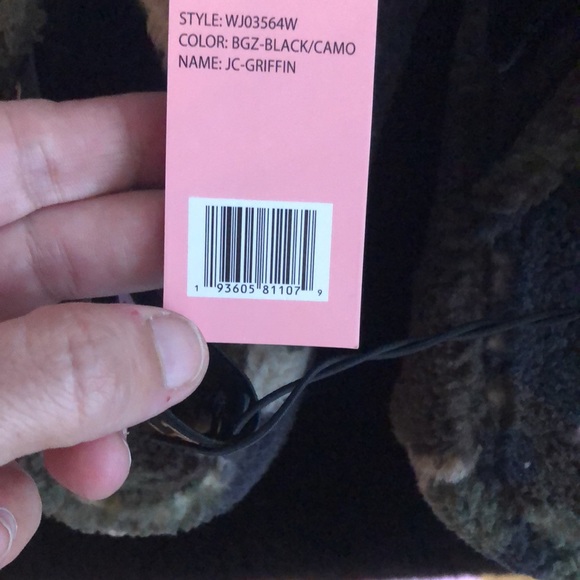 STYLE: WJ03564W
COLOR: BGZ-BLACK/CAMO
NAME: JC-GRIFFIN
1 93605 81107 9